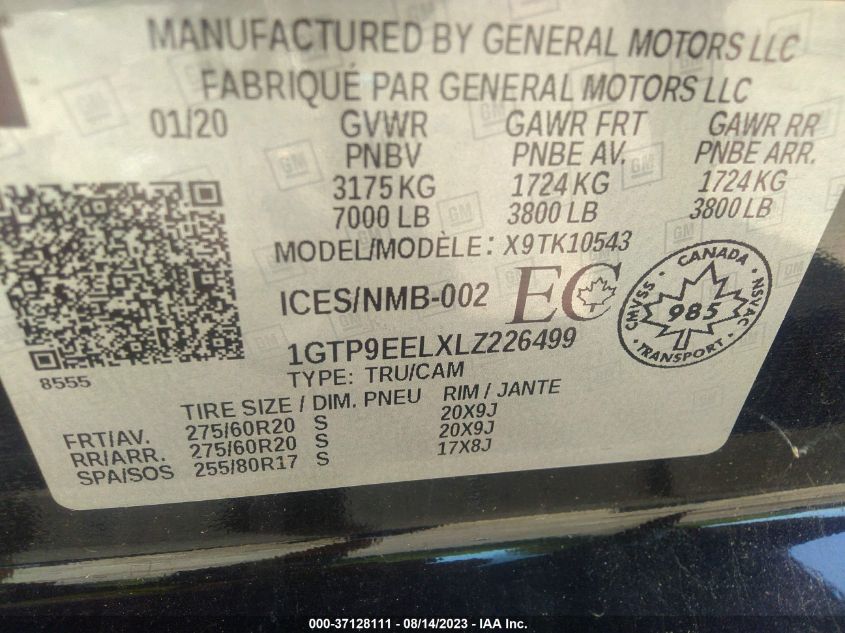 MANUFACTURED BY GENERAL MOTORS LLC
FABRIQUÉ PAR GENERAL MOTORS LLC
01/20 GVWR GAWR FRT GAWR RR
PNBV PNBE AV. PNBE ARR.
3175 KG 1724 KG 1724 KG
7000 LB 3800 LB 3800 LB
MODEL/MODÈLE: X9TK10543
ICES/NMB-002 EC
CANADA
CMVSS 985 NSVAC
TRANSPORT
1GTP9EELXLZ226499
8555
TYPE: TRU/CAM
TIRE SIZE / DIM. PNEU RIM / JANTE
FRT/AV. 275/60R20 S 20X9J
RR/ARR. 275/60R20 S 20X9J
SPA/SOS 255/80R17 S 17X8J
GM
000-37128111 - 08/14/2023 - IAA Inc.